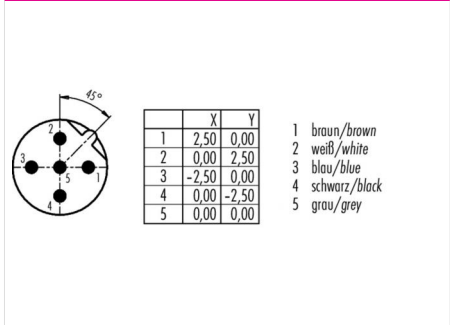 45°
2
3
5
1
4
X Y
1 2,50 0,00
2 0,00 2,50
3 -2,50 0,00
4 0,00 -2,50
5 0,00 0,00
1 braun/brown
2 weiß/white
3 blau/blue
4 schwarz/black
5 grau/grey